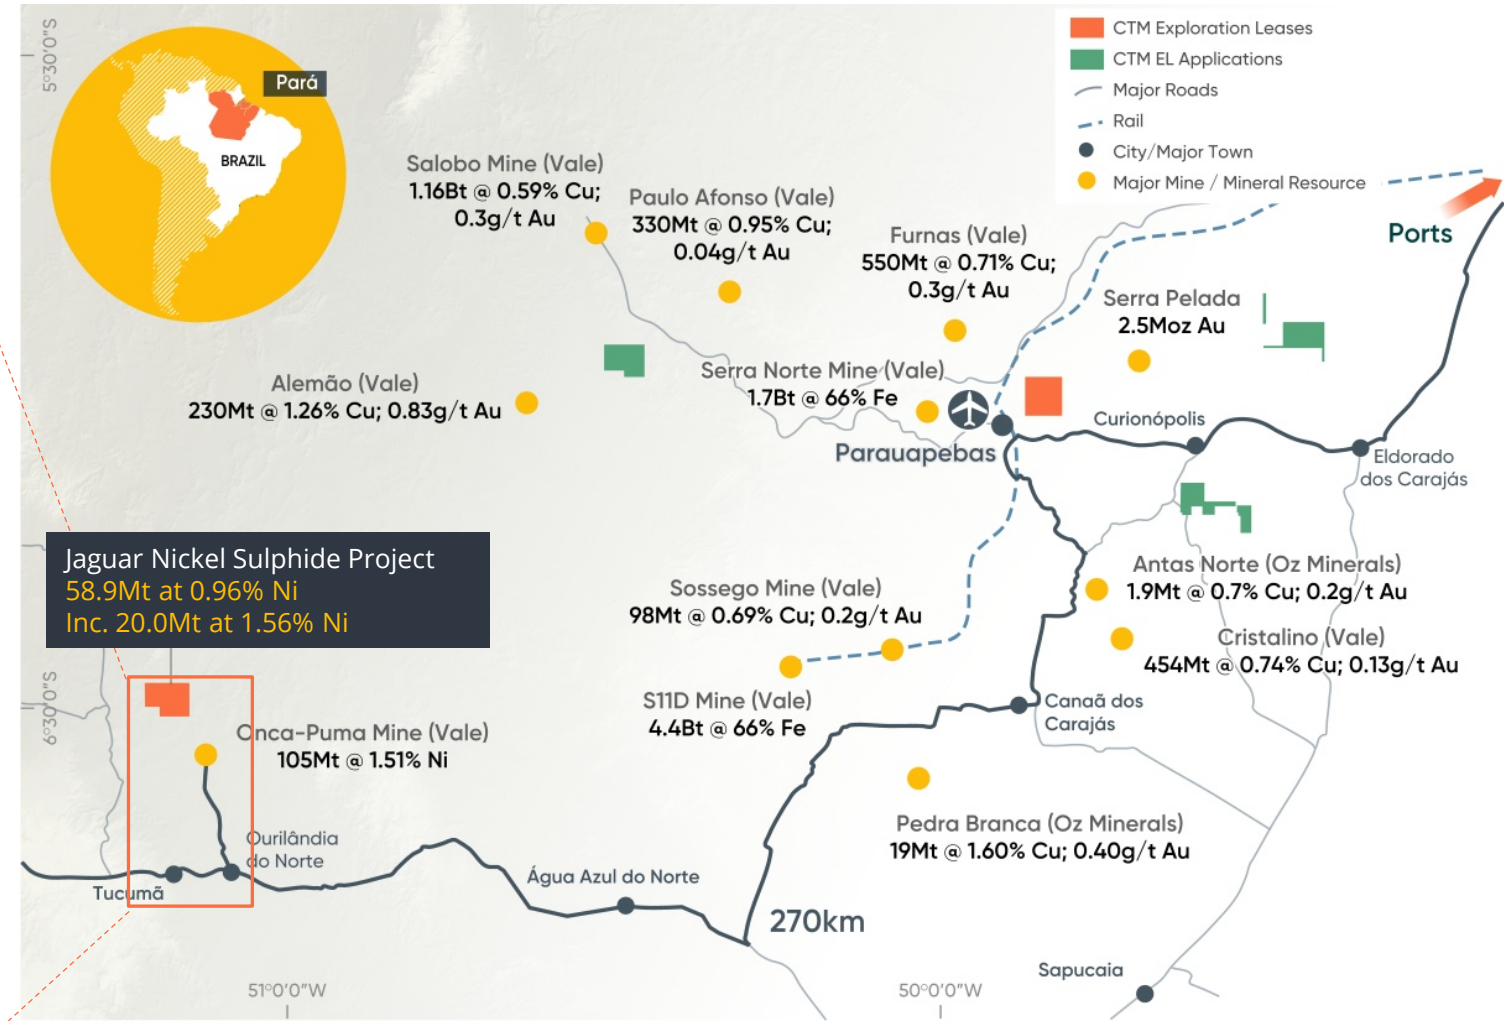 5°30'0"S
Pará
BRAZIL
CTM Exploration Leases
CTM EL Applications
Major Roads
Rail
City/Major Town
Major Mine / Mineral Resource
Ports
Salobo Mine (Vale)
1.16Bt @ 0.59% Cu;
0.3g/t Au
Paulo Afonso (Vale)
330Mt @ 0.95% Cu;
0.04g/t Au
Furnas (Vale)
550Mt @ 0.71% Cu;
0.3g/t Au
Serra Pelada
2.5Moz Au
Alemão (Vale)
230Mt @ 1.26% Cu; 0.83g/t Au
Serra Norte Mine (Vale)
1.7Bt @ 66% Fe
Parauapebas
Curionópolis
Eldorado
dos Carajás
Jaguar Nickel Sulphide Project
58.9Mt at 0.96% Ni
Inc. 20.0Mt at 1.56% Ni
Sossego Mine (Vale)
98Mt @ 0.69% Cu; 0.2g/t Au
Antas Norte (Oz Minerals)
1.9Mt @ 0.7% Cu; 0.2g/t Au
Cristalino (Vale)
454Mt @ 0.74% Cu; 0.13g/t Au
S11D Mine (Vale)
4.4Bt @ 66% Fe
Canaã dos
Carajás
6°30'0"S
Onca-Puma Mine (Vale)
105Mt @ 1.51% Ni
Pedra Branca (Oz Minerals)
19Mt @ 1.60% Cu; 0.40g/t Au
Ourilândia
do Norte
Tucumã
Água Azul do Norte
270km
Sapucaia
51°0'0"W
50°0'0"W